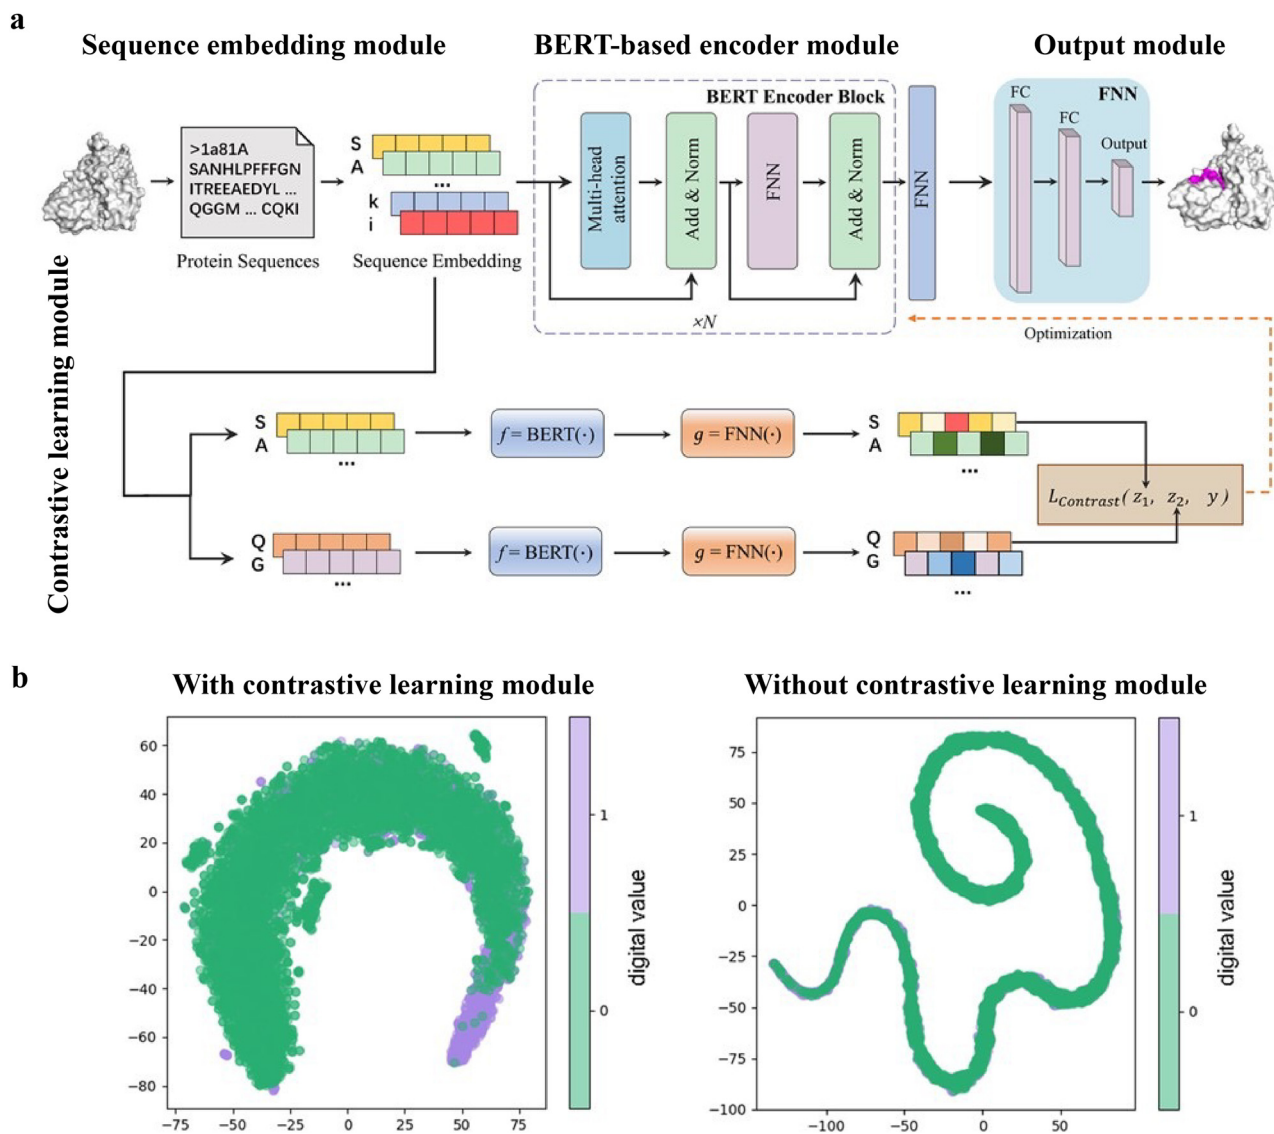 a
Sequence embedding module
BERT-based encoder module
Output module
BERT Encoder Block
FC
FNN
>1a81A
SANHLPFFFGN
ITREEAEDYL ...
QGGM ... CQKI
S
A
...
k
i
Multi-head
attention
Add & Norm
FNN
Add & Norm
FNN
FC
Output
Protein Sequences
Sequence Embedding
×N
Optimization
Contrastive learning module
S
A
...
f = BERT(·)
g = FNN(·)
S
A
...
L_Contrast(z_1, z_2, y)
Q
G
...
f = BERT(·)
g = FNN(·)
Q
G
...
b
With contrastive learning module
60
40
20
0
−20
−40
−60
−80
−75
−50
−25
0
25
50
75
1
0
digital value
Without contrastive learning module
75
50
25
0
−25
−50
−75
−100
−100
−50
0
50
1
0
digital value